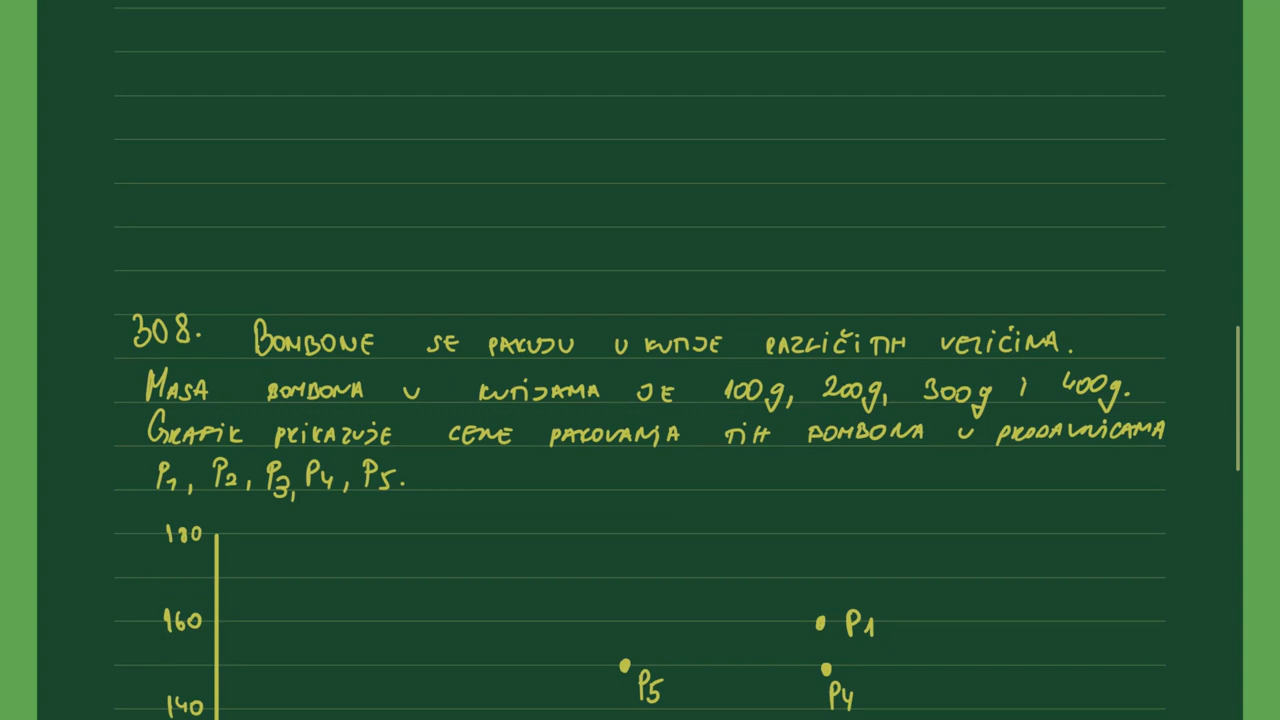 308. BOMBONE SE PAKUJU U KUTIJE RAZLIČITIH VELIČINA.
MASA BOMBONA U KUTIJAMA JE 100g, 200g, 300g i 400g.
GRAFIK PRIKAZUJE CENE PAKOVANJA TIH BOMBONA U PRODAVNICAMA
P1, P2, P3, P4, P5.
180
160 P1
P5 P4
140